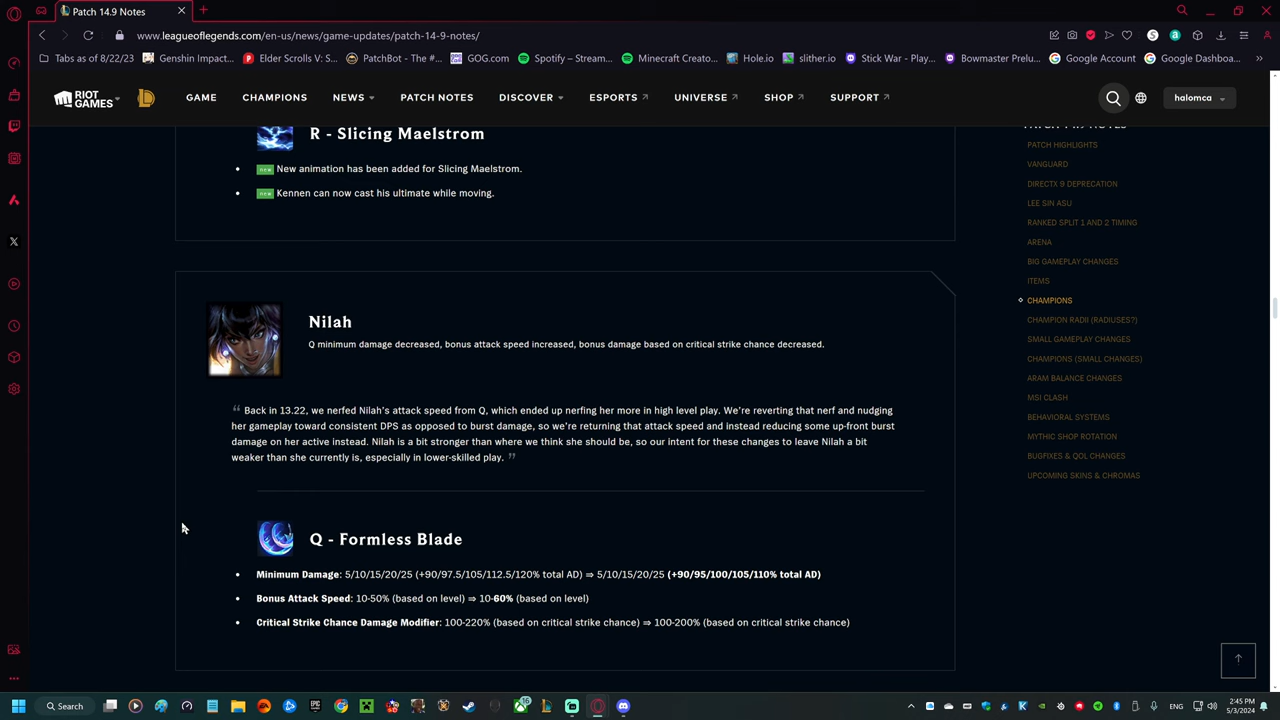 Patch 14.9 Notes
www.leagueoflegends.com/en-us/news/game-updates/patch-14-9-notes/
Tabs as of 8/22/23 Genshin Impact... Elder Scrolls V: S... PatchBot - The #... GOG.com Spotify – Stream... Minecraft Creato... Hole.io slither.io Stick War - Play... Bowmaster Prelu... Google Account Google Dashboa...
RIOT GAMES GAME CHAMPIONS NEWS PATCH NOTES DISCOVER ESPORTS UNIVERSE SHOP SUPPORT halomca
R - Slicing Maelstrom
new New animation has been added for Slicing Maelstrom.
new Kennen can now cast his ultimate while moving.
Nilah
Q minimum damage decreased, bonus attack speed increased, bonus damage based on critical strike chance decreased.
“ Back in 13.22, we nerfed Nilah's attack speed from Q, which ended up nerfing her more in high level play. We're reverting that nerf and nudging
her gameplay toward consistent DPS as opposed to burst damage, so we're returning that attack speed and instead reducing some up-front burst
damage on her active instead. Nilah is a bit stronger than where we think she should be, so our intent for these changes to leave Nilah a bit
weaker than she currently is, especially in lower-skilled play. ”
Q - Formless Blade
Minimum Damage: 5/10/15/20/25 (+90/97.5/105/112.5/120% total AD) ⇒ 5/10/15/20/25 (+90/95/100/105/110% total AD)
Bonus Attack Speed: 10-50% (based on level) ⇒ 10-60% (based on level)
Critical Strike Chance Damage Modifier: 100-220% (based on critical strike chance) ⇒ 100-200% (based on critical strike chance)
PATCH HIGHLIGHTS
VANGUARD
DIRECTX 9 DEPRECATION
LEE SIN ASU
RANKED SPLIT 1 AND 2 TIMING
ARENA
BIG GAMEPLAY CHANGES
ITEMS
CHAMPIONS
CHAMPION RADII (RADIUSES?)
SMALL GAMEPLAY CHANGES
CHAMPIONS (SMALL CHANGES)
ARAM BALANCE CHANGES
MSI CLASH
BEHAVIORAL SYSTEMS
MYTHIC SHOP ROTATION
BUGFIXES & QOL CHANGES
UPCOMING SKINS & CHROMAS
Search
16
2:45 PM
5/3/2024